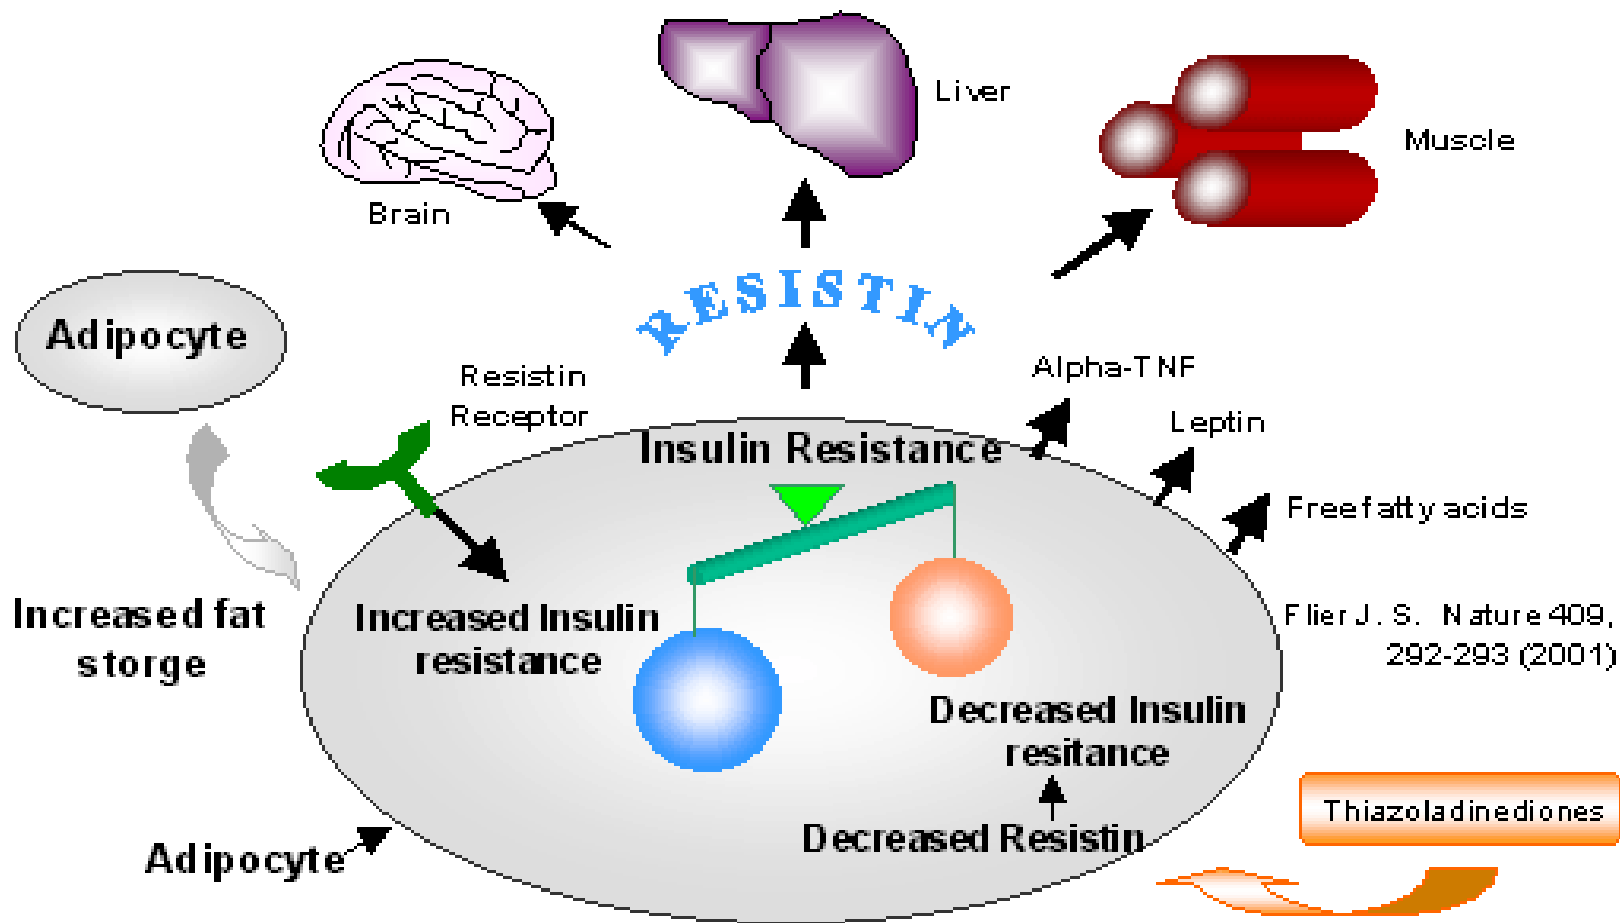 Liver
Muscle
Brain
RESISTIN
Adipocyte
Resistin
Receptor
Alpha-TNF
Leptin
Insulin Resistance
Free fatty acids
Increased fat
storge
Increased Insulin
resistance
Flier J. S. Nature 409,
292-293 (2001)
Decreased Insulin
resitance
Decreased Resistin
Thiazoladinediones
Adipocyte